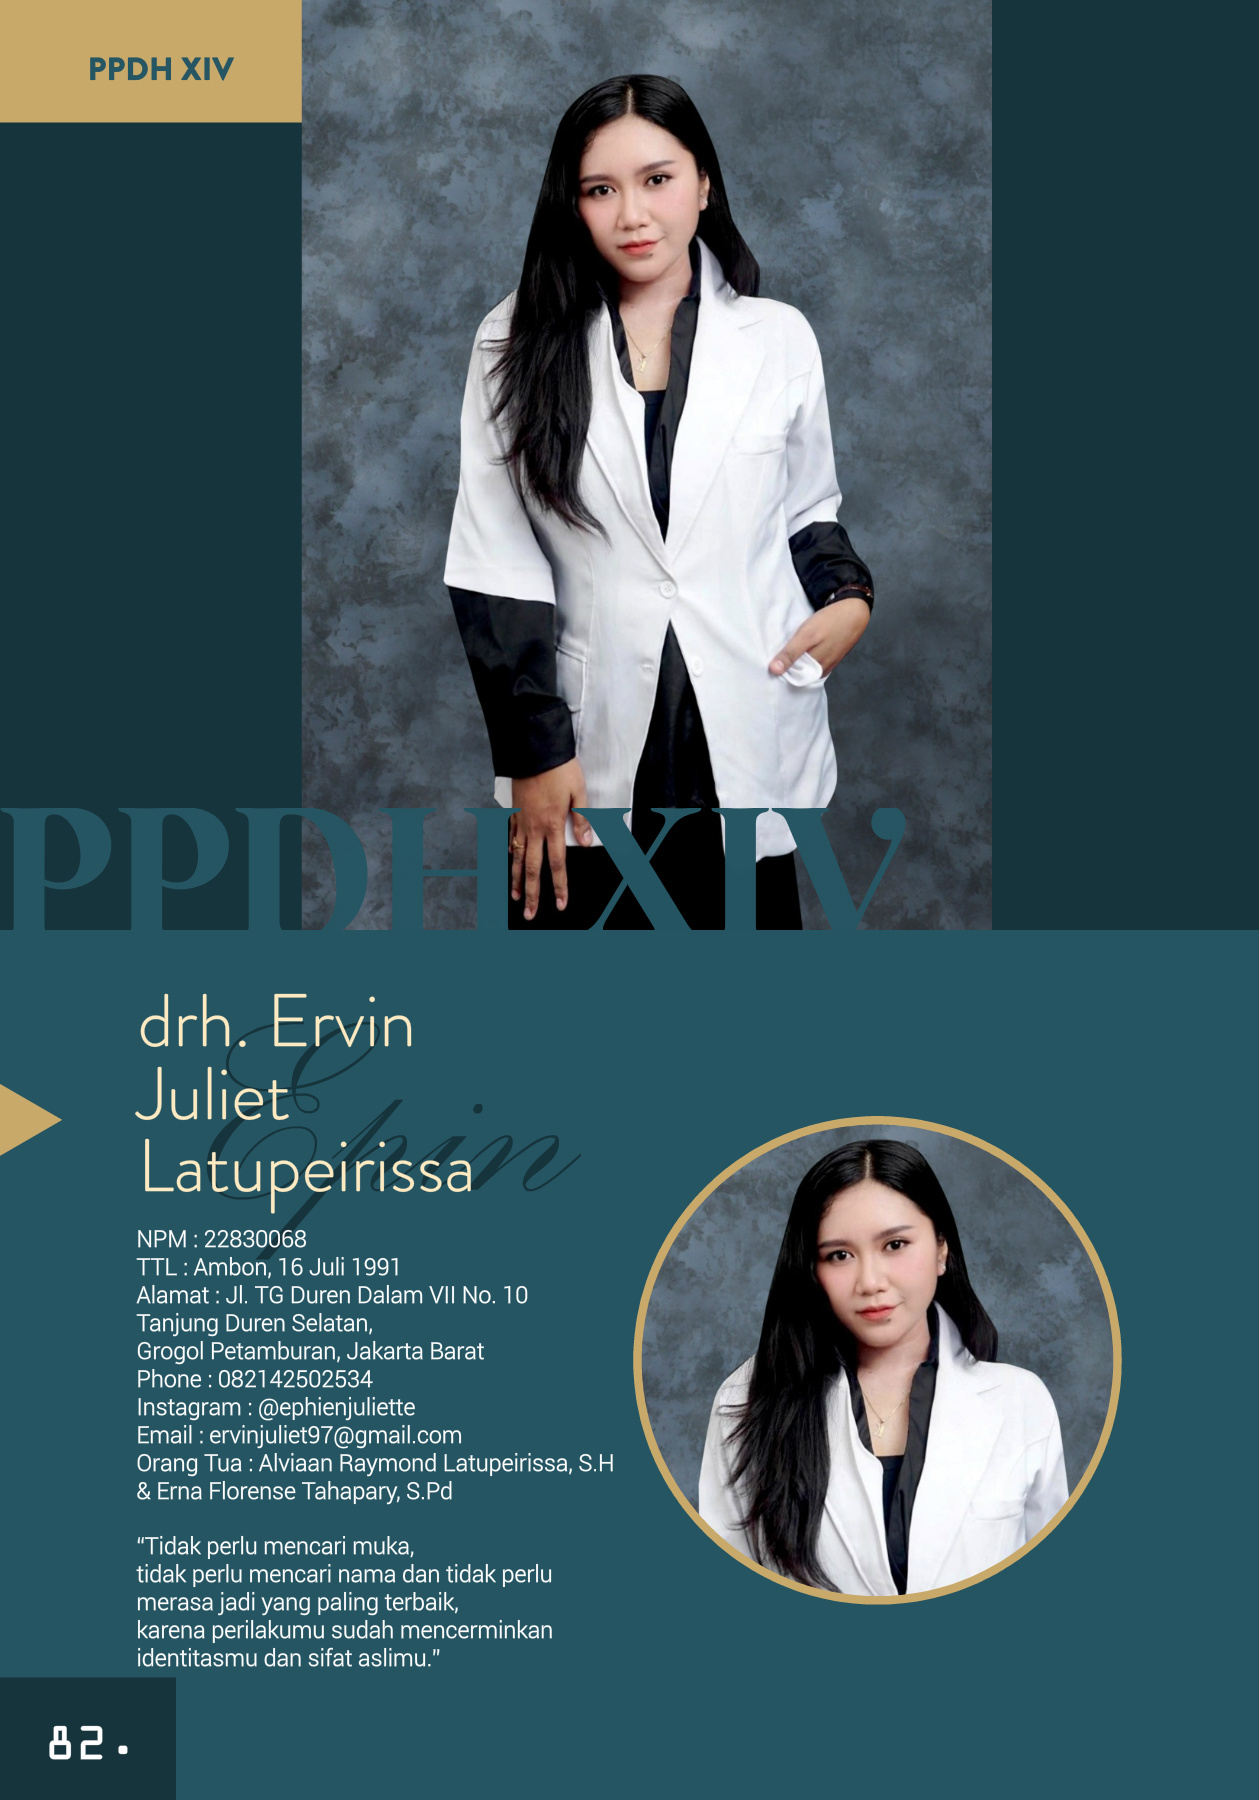 PPDH XIV
PPDH XIV
drh. Ervin
Juliet
Latupeirissa
Epin
NPM : 22830068
TTL : Ambon, 16 Juli 1991
Alamat : Jl. TG Duren Dalam VII No. 10
Tanjung Duren Selatan,
Grogol Petamburan, Jakarta Barat
Phone : 082142502534
Instagram : @ephienjuliette
Email : ervinjuliet97@gmail.com
Orang Tua : Alviaan Raymond Latupeirissa, S.H
& Erna Florense Tahapary, S.Pd
“Tidak perlu mencari muka,
tidak perlu mencari nama dan tidak perlu
merasa jadi yang paling terbaik,
karena perilakumu sudah mencerminkan
identitasmu dan sifat aslimu.”
82.